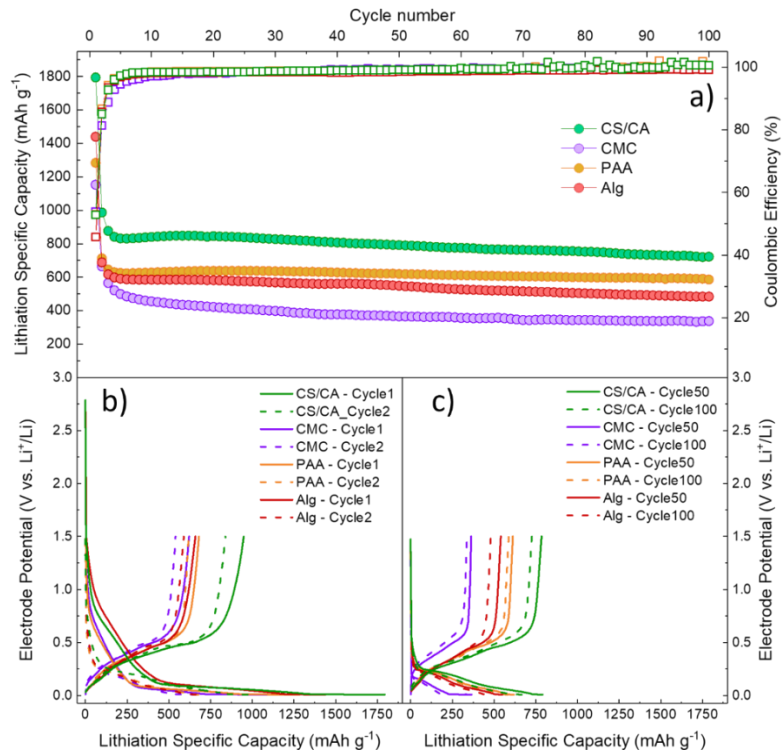 Cycle number
0 10 20 30 40 50 60 70 80 90 100
Lithiation Specific Capacity (mAh g⁻¹)
1800
1600
1400
1200
1000
800
600
400
200
a)
CS/CA
CMC
PAA
Alg
100
80
60
40
20
Coulombic Efficiency (%)
3.0
2.5
2.0
1.5
1.0
0.5
0.0
Electrode Potential (V vs. Li⁺/Li)
b)
CS/CA - Cycle1
CS/CA_Cycle2
CMC - Cycle1
CMC - Cycle2
PAA - Cycle1
PAA - Cycle2
Alg - Cycle1
Alg - Cycle2
0 250 500 750 1000 1250 1500 1750
Lithiation Specific Capacity (mAh g⁻¹)
c)
CS/CA - Cycle50
CS/CA - Cycle100
CMC - Cycle50
CMC - Cycle100
PAA - Cycle50
PAA - Cycle100
Alg - Cycle50
Alg - Cycle100
3.0
2.5
2.0
1.5
1.0
0.5
0.0
Electrode Potential (V vs. Li⁺/Li)
0 250 500 750 1000 1250 1500 1750
Lithiation Specific Capacity (mAh g⁻¹)